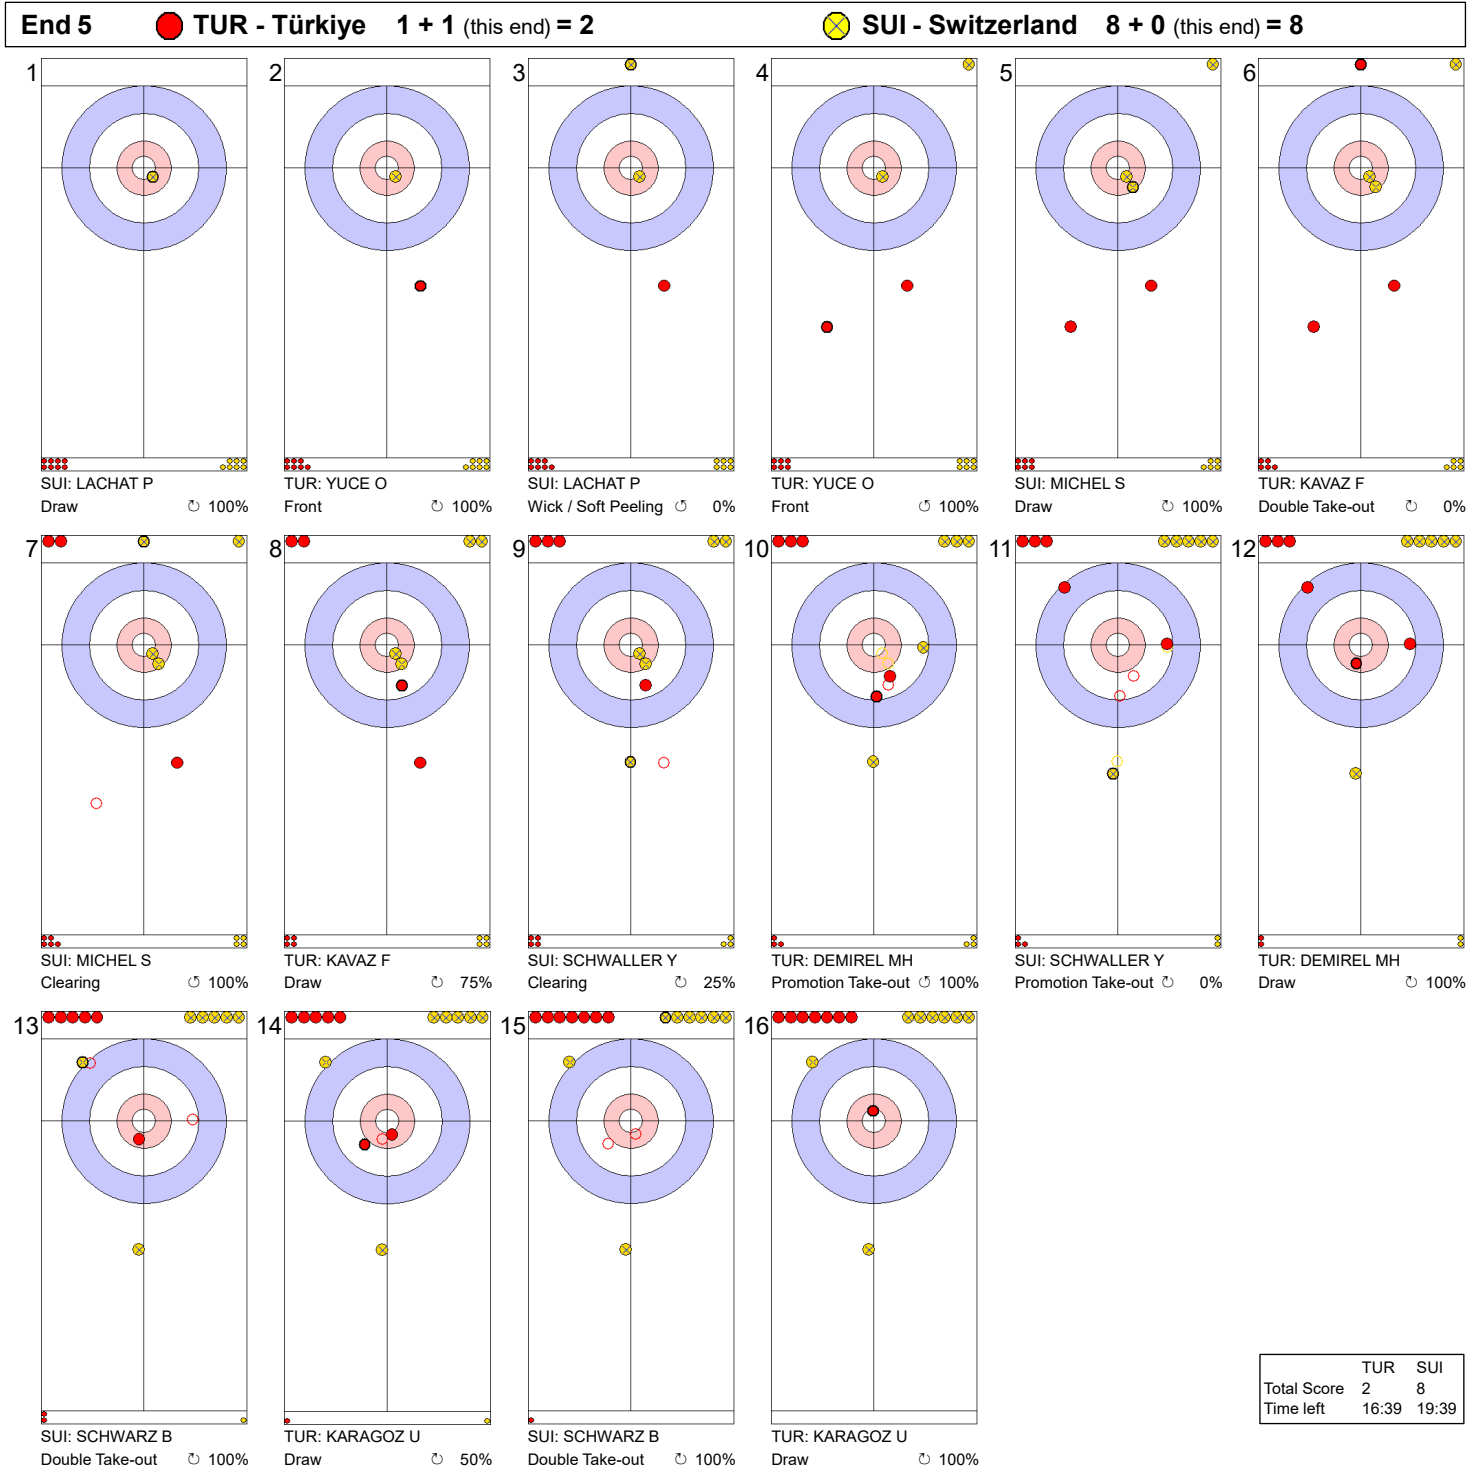 End 5 TUR - Türkiye 1 + 1 (this end) = 2 SUI - Switzerland 8 + 0 (this end) = 8
1 2 3 4 5 6
SUI: LACHAT P TUR: YUCE O SUI: LACHAT P TUR: YUCE O SUI: MICHEL S TUR: KAVAZ F
Draw ↻ 100% Front ↻ 100% Wick / Soft Peeling ↺ 0% Front ↺ 100% Draw ↻ 100% Double Take-out ↻ 0%
7 8 9 10 11 12
SUI: MICHEL S TUR: KAVAZ F SUI: SCHWALLER Y TUR: DEMIREL MH SUI: SCHWALLER Y TUR: DEMIREL MH
Clearing ↺ 100% Draw ↻ 75% Clearing ↻ 25% Promotion Take-out ↺ 100% Promotion Take-out ↻ 0% Draw ↻ 100%
13 14 15 16
SUI: SCHWARZ B TUR: KARAGOZ U SUI: SCHWARZ B TUR: KARAGOZ U
Double Take-out ↻ 100% Draw ↻ 50% Double Take-out ↻ 100% Draw ↻ 100%
TUR SUI
Total Score 2 8
Time left 16:39 19:39